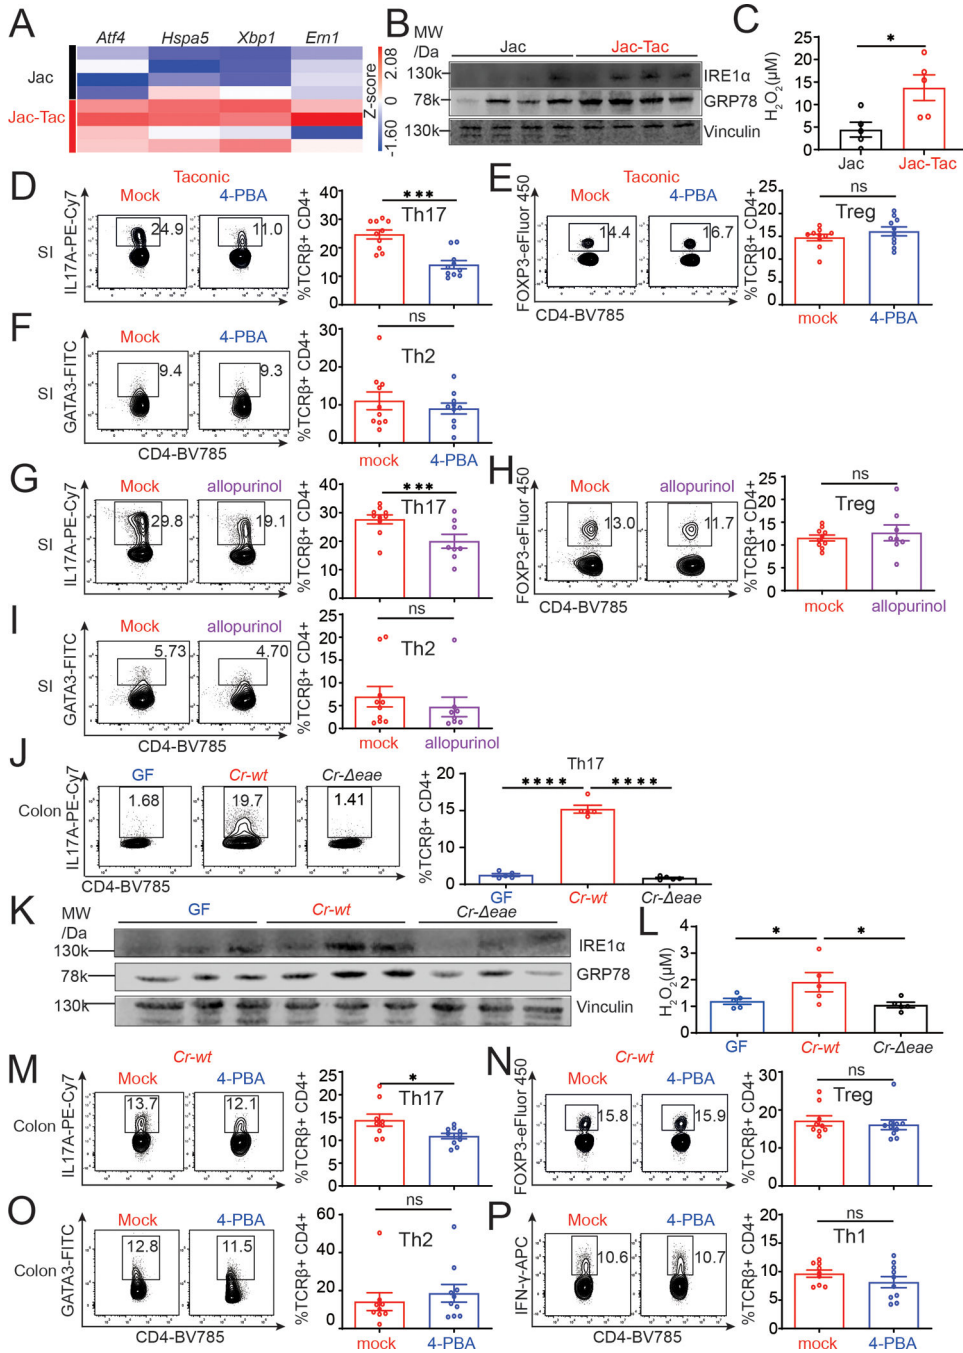 A
Atf4 Hspa5 Xbp1 Ern1
Jac
Jac-Tac
2.08
0
-1.60
Z-score
B
MW
/Da
Jac Jac-Tac
130k IRE1α
78k GRP78
130k Vinculin
C
H2O2(μM)
25
20
15
10
5
0
*
Jac Jac-Tac
D
Taconic
Mock 4-PBA
IL17A-PE-Cy7
SI
24.9 11.0
%TCRβ+ CD4+
40
30
20
10
0
***
Th17
E
Taconic
Mock 4-PBA
FOXP3-eFluor 450
14.4 16.7
CD4-BV785
%TCRβ+ CD4+
25
20
15
10
5
0
ns
Treg
mock 4-PBA
F
Mock 4-PBA
GATA3-FITC
SI
9.4 9.3
CD4-BV785
%TCRβ+ CD4+
30
20
10
0
ns
Th2
mock 4-PBA
G
Mock allopurinol
IL17A-PE-Cy7
SI
29.8 19.1
%TCRβ+ CD4+
40
30
20
10
0
***
Th17
H
Mock allopurinol
FOXP3-eFluor 450
13.0 11.7
CD4-BV785
%TCRβ+ CD4+
25
20
15
10
5
0
ns
Treg
mock allopurinol
I
Mock allopurinol
GATA3-FITC
SI
5.73 4.70
CD4-BV785
%TCRβ+ CD4+
25
20
15
10
5
0
ns
Th2
mock allopurinol
J
GF Cr-wt Cr-Δeae
IL17A-PE-Cy7
Colon
1.68 19.7 1.41
CD4-BV785
%TCRβ+ CD4+
20
15
10
5
0
Th17
**** ****
GF Cr-wt Cr-Δeae
K
MW
/Da
GF Cr-wt Cr-Δeae
130k IRE1α
78k GRP78
130k Vinculin
L
H2O2(μM)
4
3
2
1
0
* *
GF Cr-wt Cr-Δeae
M
Cr-wt
Mock 4-PBA
IL17A-PE-Cy7
Colon
13.7 12.1
%TCRβ+ CD4+
25
20
15
10
5
0
*
Th17
N
Cr-wt
Mock 4-PBA
FOXP3-eFluor 450
15.8 15.9
%TCRβ+ CD4+
30
20
10
0
ns
Treg
O
Mock 4-PBA
GATA3-FITC
Colon
12.8 11.5
CD4-BV785
%TCRβ+ CD4+
60
40
20
0
ns
Th2
mock 4-PBA
P
Mock 4-PBA
IFN-γ-APC
10.6 10.7
CD4-BV785
%TCRβ+ CD4+
20
15
10
5
0
ns
Th1
mock 4-PBA